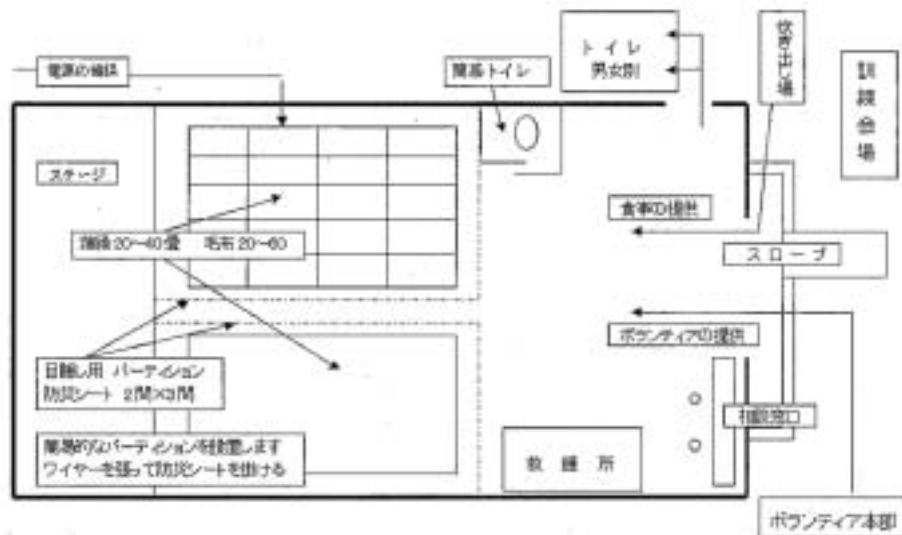 トイレ
男女別
炊き出し場
訓練会場
電源の確保
簡易トイレ
ステージ
食事の提供
20~40畳 毛布20~60
スロープ
ボランティアの提供
目隠し用 パーティション
防災シート 2間×3間
相談窓口
簡易的なパーティションを設置します
ワイヤーを張って防災シートを掛ける
救護所
ボランティア本部